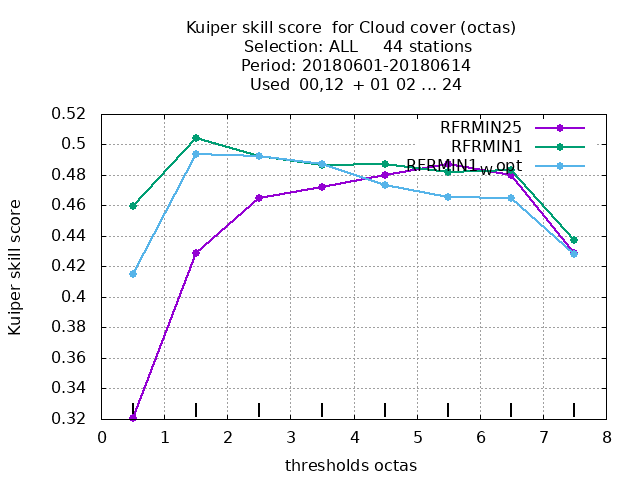 Kuiper skill score  for Cloud cover (octas)
Selection: ALL     44 stations
Period: 20180601-20180614
Used  00,12  + 01 02 ... 24
0.52
0.5
0.48
0.46
0.44
0.42
0.4
0.38
0.36
0.34
0.32
Kuiper skill score
RFRMIN25
RFRMIN1
RFRMIN1wopt
0 1 2 3 4 5 6 7 8
thresholds octas